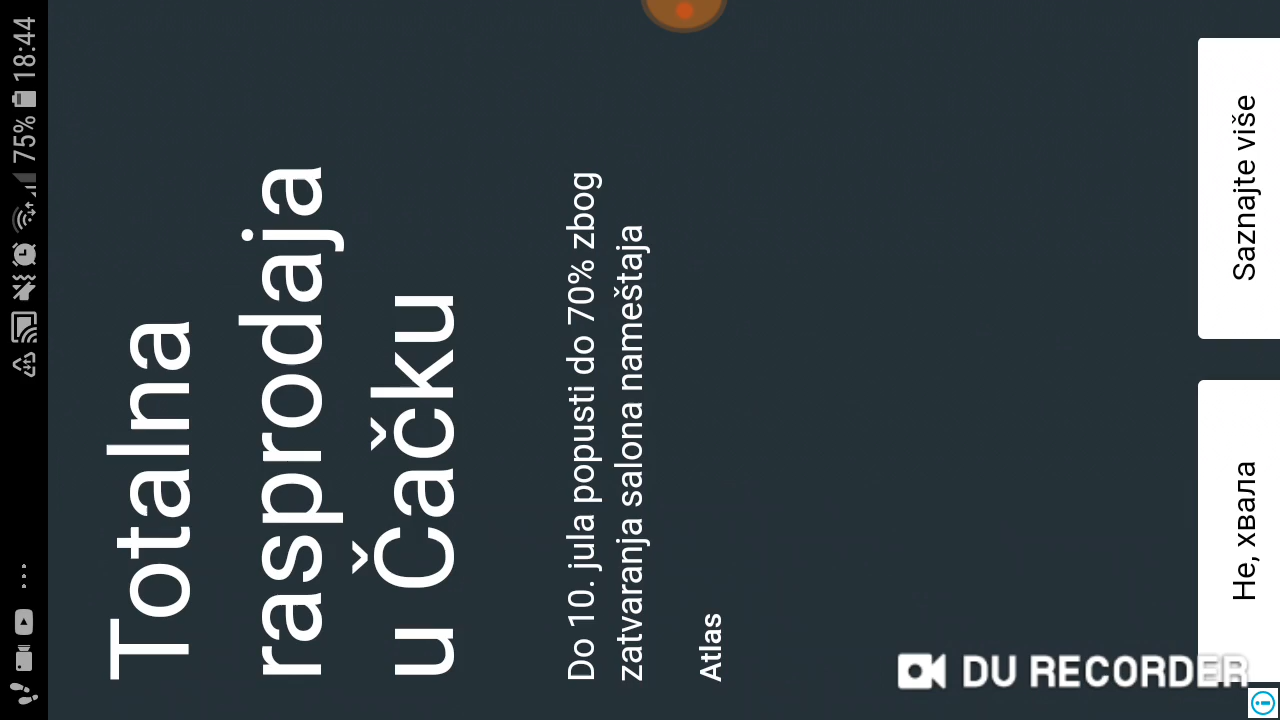 75% 18:44
Totalna
rasprodaja
u Čačku
Do 10. jula popusti do 70% zbog
zatvaranja salona nameštaja
Atlas
Не, хвала
Saznajte više
DU RECORDER